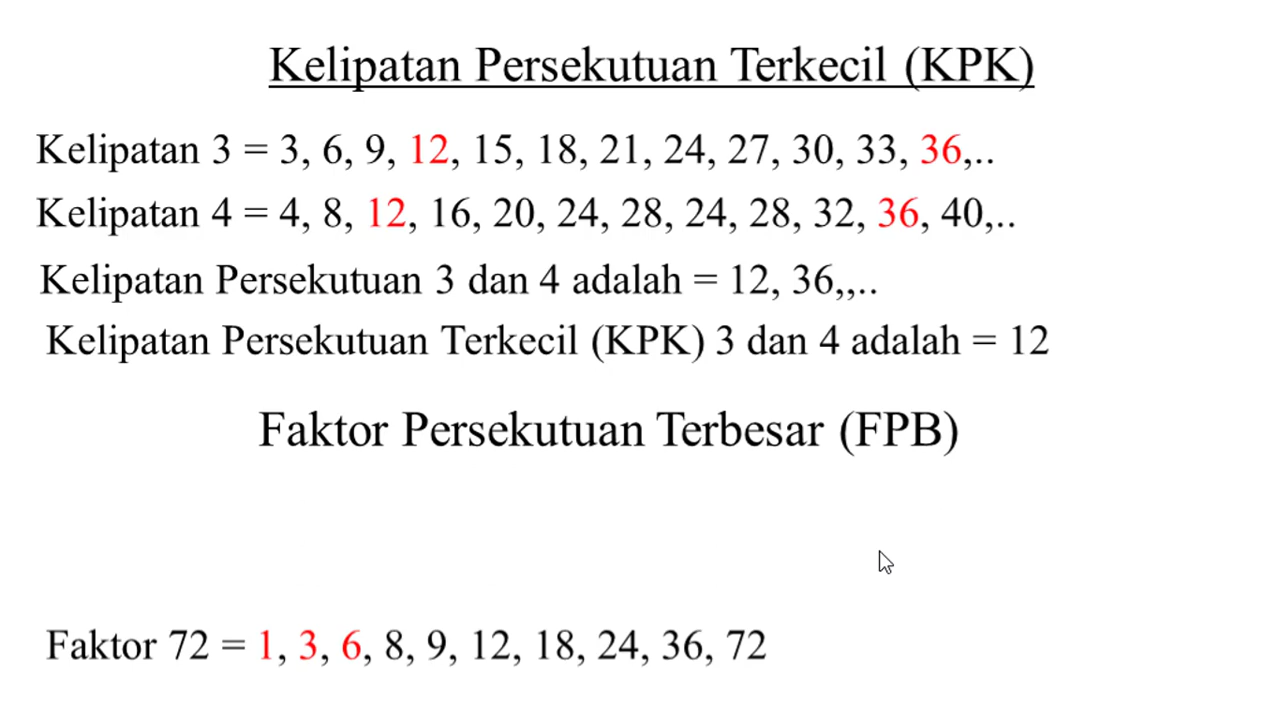 Kelipatan Persekutuan Terkecil (KPK)
Kelipatan 3 = 3, 6, 9, 12, 15, 18, 21, 24, 27, 30, 33, 36,..
Kelipatan 4 = 4, 8, 12, 16, 20, 24, 28, 24, 28, 32, 36, 40,..
Kelipatan Persekutuan 3 dan 4 adalah = 12, 36,,..
Kelipatan Persekutuan Terkecil (KPK) 3 dan 4 adalah = 12
Faktor Persekutuan Terbesar (FPB)
Faktor 72 = 1, 3, 6, 8, 9, 12, 18, 24, 36, 72